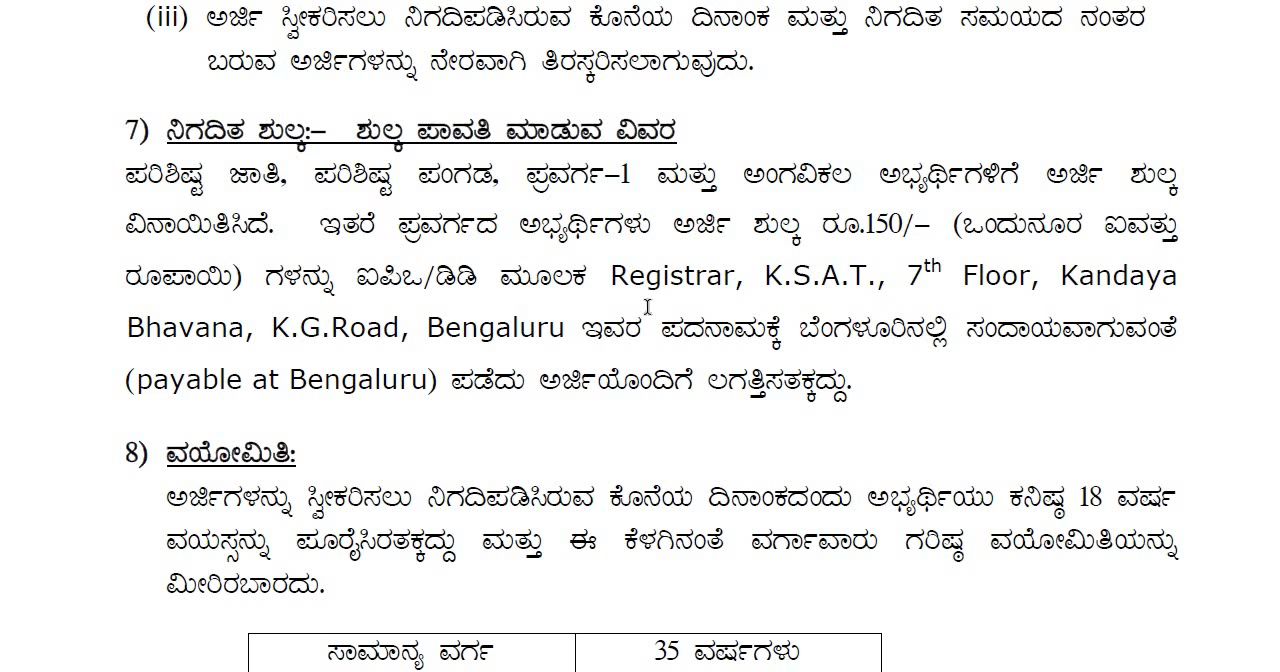 (iii) ಅರ್ಜಿ ಸ್ವೀಕರಿಸಲು ನಿಗದಿಪಡಿಸಿರುವ ಕೊನೆಯ ದಿನಾಂಕ ಮತ್ತು ನಿಗದಿತ ಸಮಯದ ನಂತರ
ಬರುವ ಅರ್ಜಿಗಳನ್ನು ನೇರವಾಗಿ ತಿರಸ್ಕರಿಸಲಾಗುವುದು.
7) ನಿಗದಿತ ಶುಲ್ಕ:– ಶುಲ್ಕ ಪಾವತಿ ಮಾಡುವ ವಿವರ
ಪರಿಶಿಷ್ಟ ಜಾತಿ, ಪರಿಶಿಷ್ಟ ಪಂಗಡ, ಪ್ರವರ್ಗ–1 ಮತ್ತು ಅಂಗವಿಕಲ ಅಭ್ಯರ್ಥಿಗಳಿಗೆ ಅರ್ಜಿ ಶುಲ್ಕ
ವಿನಾಯಿತಿಸಿದೆ. ಇತರೆ ಪ್ರವರ್ಗದ ಅಭ್ಯರ್ಥಿಗಳು ಅರ್ಜಿ ಶುಲ್ಕ ರೂ.150/– (ಒಂದುನೂರ ಐವತ್ತು
ರೂಪಾಯಿ) ಗಳನ್ನು ಐಪಿಒ/ಡಿಡಿ ಮೂಲಕ Registrar, K.S.A.T., 7th Floor, Kandaya
Bhavana, K.G.Road, Bengaluru ಇವರ ಪದನಾಮಕ್ಕೆ ಬೆಂಗಳೂರಿನಲ್ಲಿ ಸಂದಾಯವಾಗುವಂತೆ
(payable at Bengaluru) ಪಡೆದು ಅರ್ಜಿಯೊಂದಿಗೆ ಲಗತ್ತಿಸತಕ್ಕದ್ದು.
8) ವಯೋಮಿತಿ:
ಅರ್ಜಿಗಳನ್ನು ಸ್ವೀಕರಿಸಲು ನಿಗದಿಪಡಿಸಿರುವ ಕೊನೆಯ ದಿನಾಂಕದಂದು ಅಭ್ಯರ್ಥಿಯು ಕನಿಷ್ಠ 18 ವರ್ಷ
ವಯಸ್ಸನ್ನು ಪೂರೈಸಿರತಕ್ಕದ್ದು ಮತ್ತು ಈ ಕೆಳಗಿನಂತೆ ವರ್ಗಾವಾರು ಗರಿಷ್ಠ ವಯೋಮಿತಿಯನ್ನು
ಮೀರಿರಬಾರದು.
ಸಾಮಾನ್ಯ ವರ್ಗ 35 ವರ್ಷಗಳು